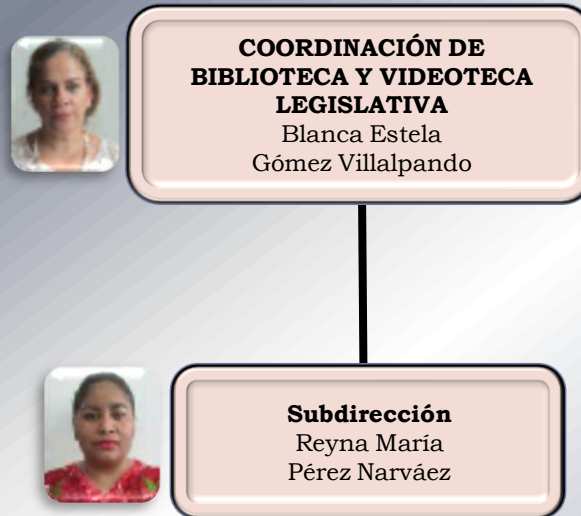 COORDINACIÓN DE
BIBLIOTECA Y VIDEOTECA
LEGISLATIVA
Blanca Estela
Gómez Villalpando
Subdirección
Reyna María
Pérez Narváez